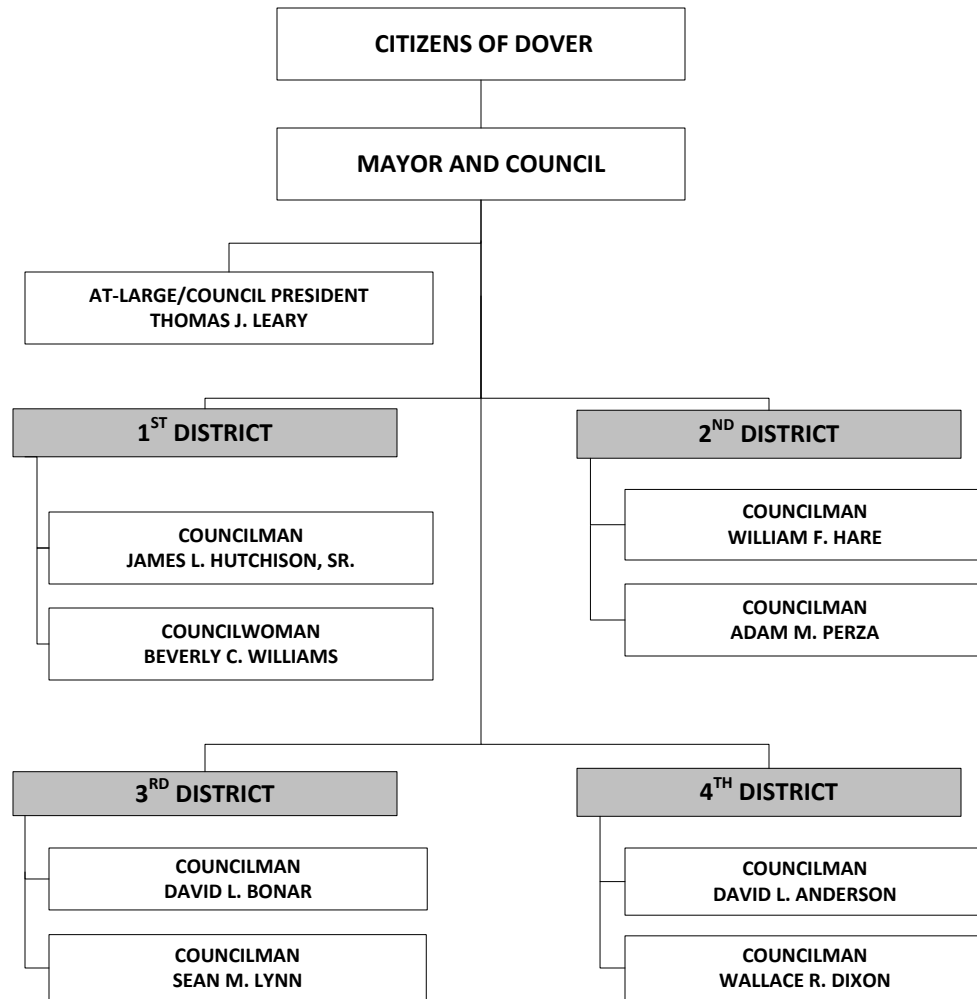 CITIZENS OF DOVER
MAYOR AND COUNCIL
AT-LARGE/COUNCIL PRESIDENT
THOMAS J. LEARY
1ST DISTRICT
COUNCILMAN
JAMES L. HUTCHISON, SR.
COUNCILWOMAN
BEVERLY C. WILLIAMS
2ND DISTRICT
COUNCILMAN
WILLIAM F. HARE
COUNCILMAN
ADAM M. PERZA
3RD DISTRICT
COUNCILMAN
DAVID L. BONAR
COUNCILMAN
SEAN M. LYNN
4TH DISTRICT
COUNCILMAN
DAVID L. ANDERSON
COUNCILMAN
WALLACE R. DIXON